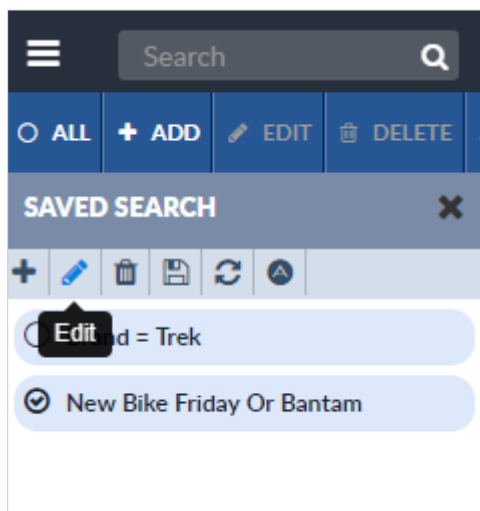 Search
ALL ADD EDIT DELETE
SAVED SEARCH
Edit
nd = Trek
New Bike Friday Or Bantam